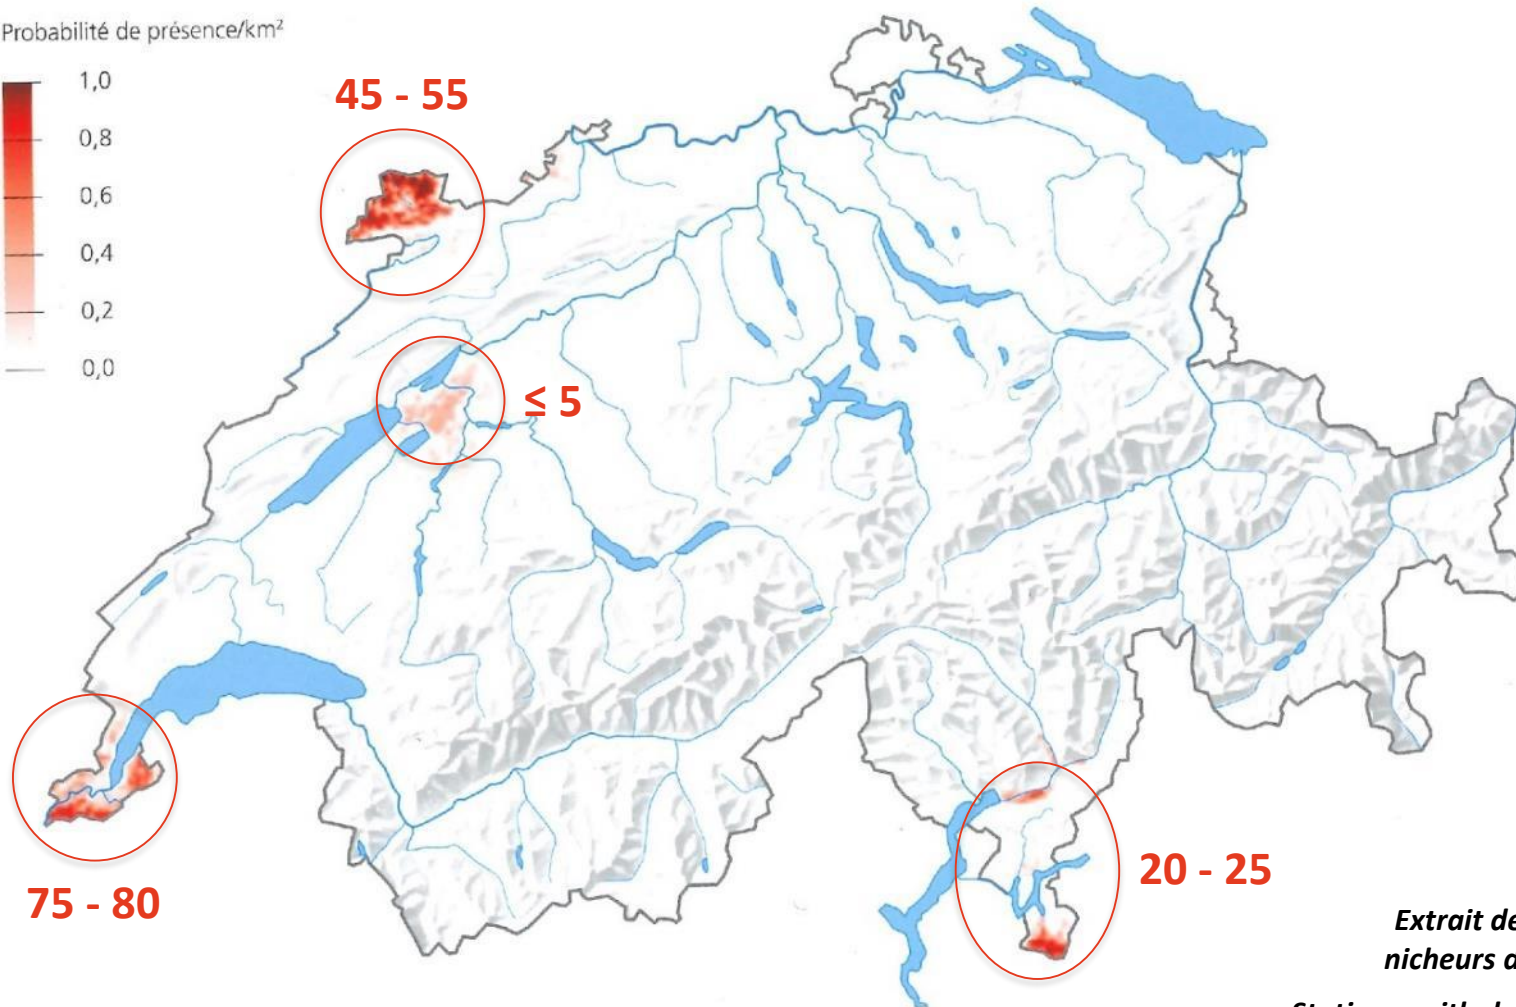 Probabilité de présence/km²
1,0
0,8
0,6
0,4
0,2
0,0
45 - 55
≤ 5
75 - 80
20 - 25
Extrait de
nicheurs